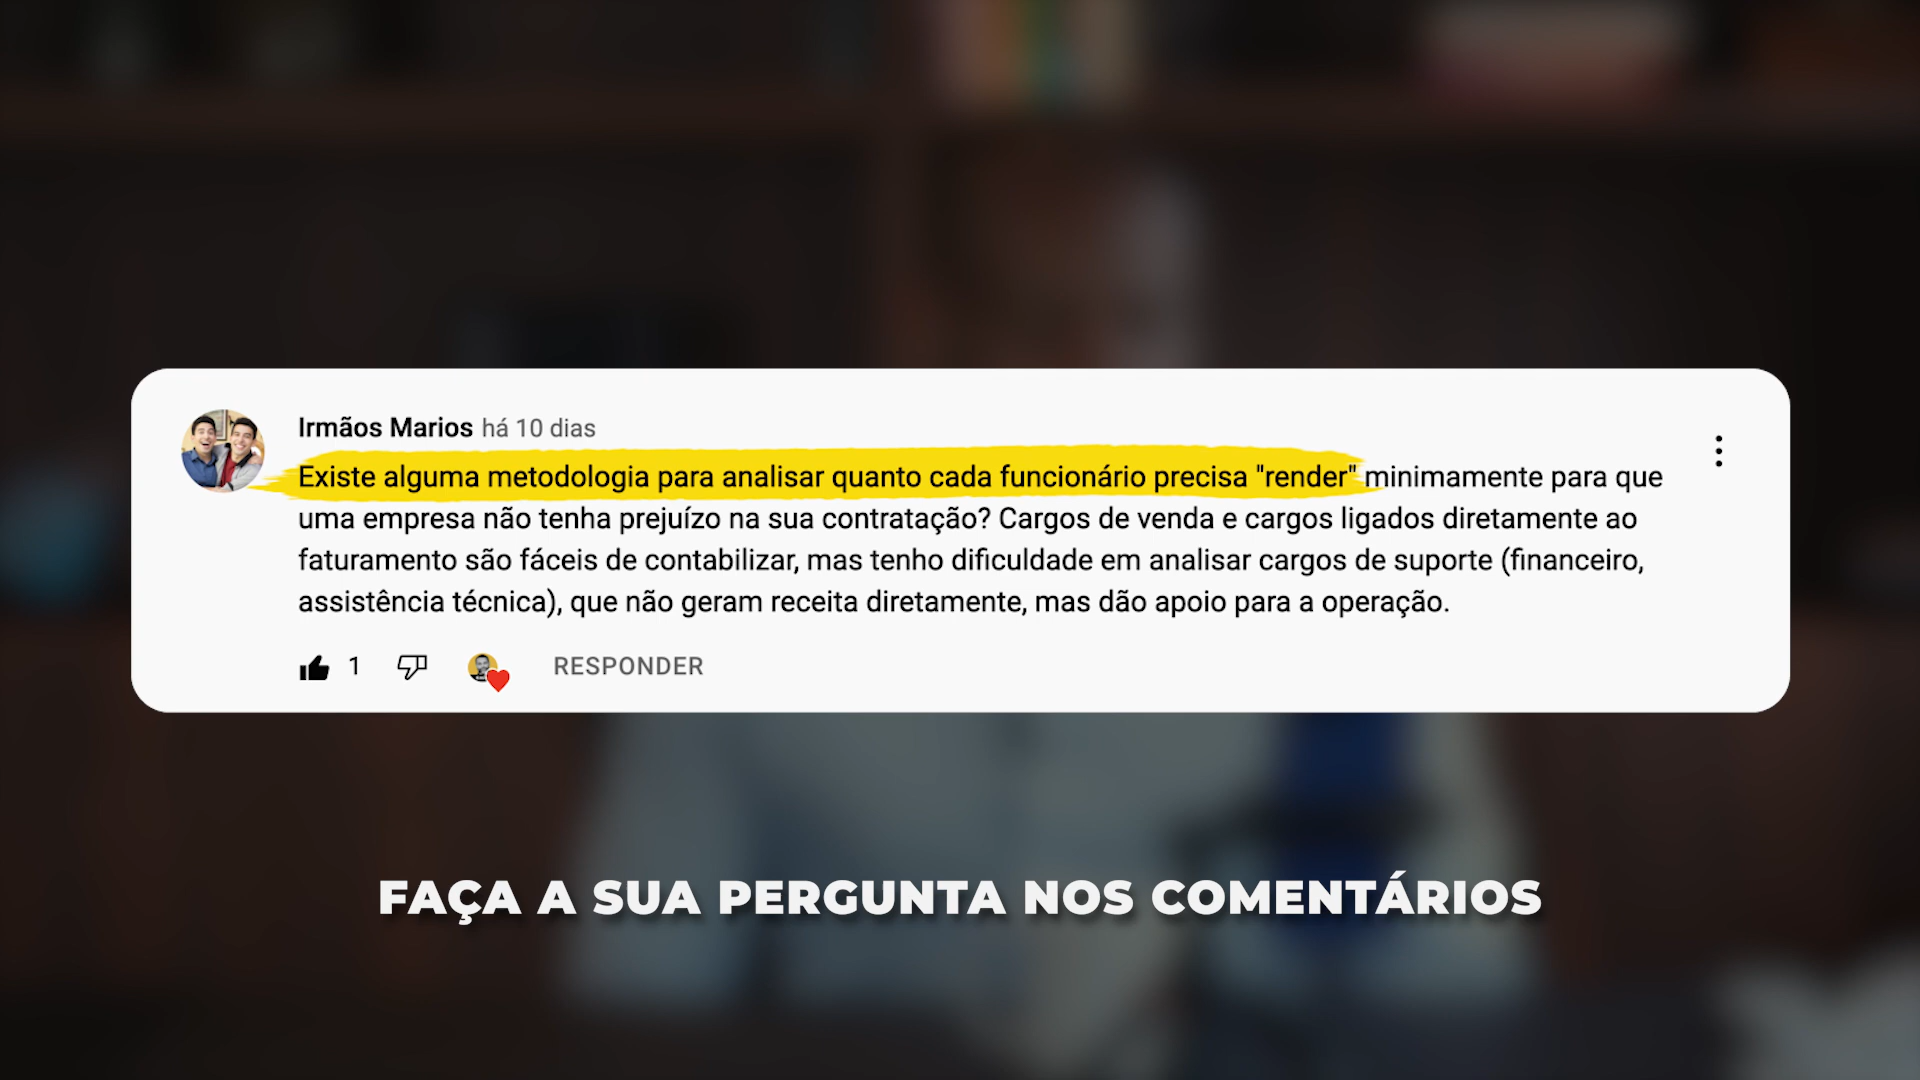 Irmãos Marios há 10 dias
Existe alguma metodologia para analisar quanto cada funcionário precisa "render" minimamente para que
uma empresa não tenha prejuízo na sua contratação? Cargos de venda e cargos ligados diretamente ao
faturamento são fáceis de contabilizar, mas tenho dificuldade em analisar cargos de suporte (financeiro,
assistência técnica), que não geram receita diretamente, mas dão apoio para a operação.
1 RESPONDER
FAÇA A SUA PERGUNTA NOS COMENTÁRIOS